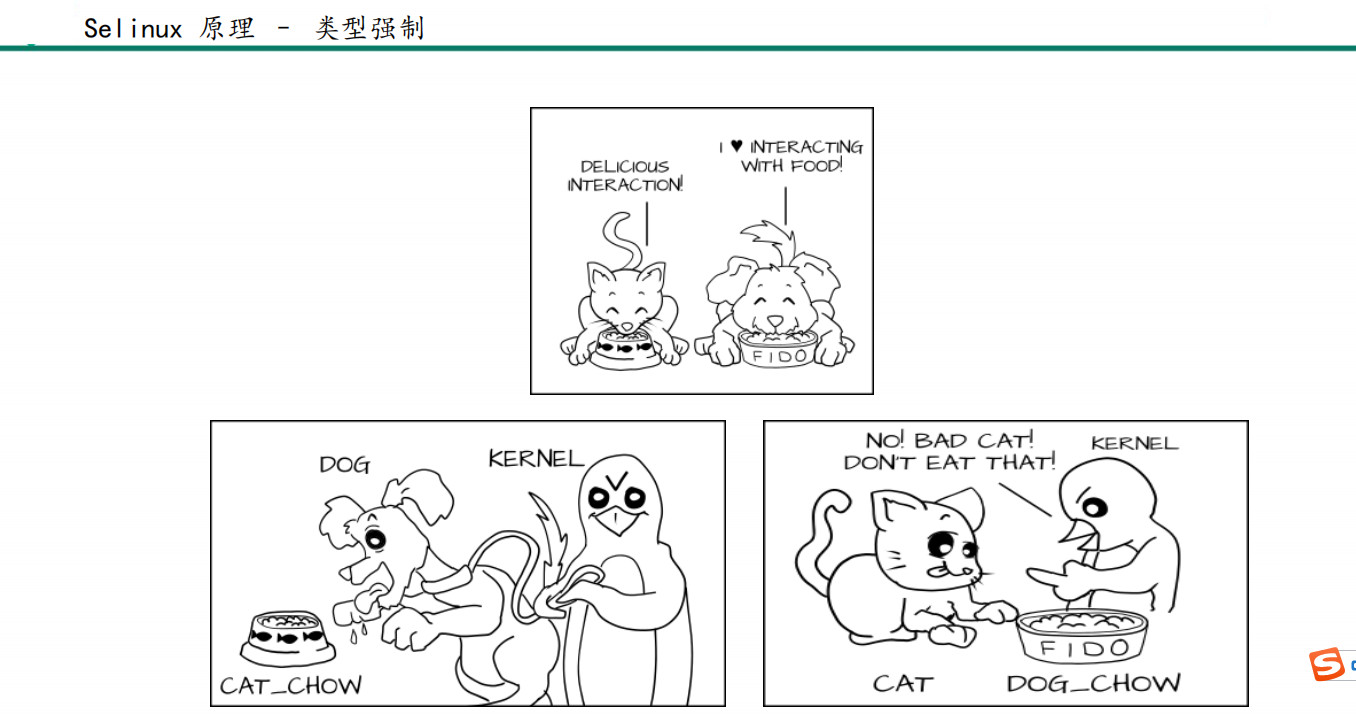 Selinux 原理 - 类型强制
DELICIOUS
INTERACTION!
I ♥ INTERACTING
WITH FOOD!
FIDO
DOG
KERNEL
CAT_CHOW
NO! BAD CAT!
DON'T EAT THAT!
KERNEL
FIDO
CAT
DOG_CHOW